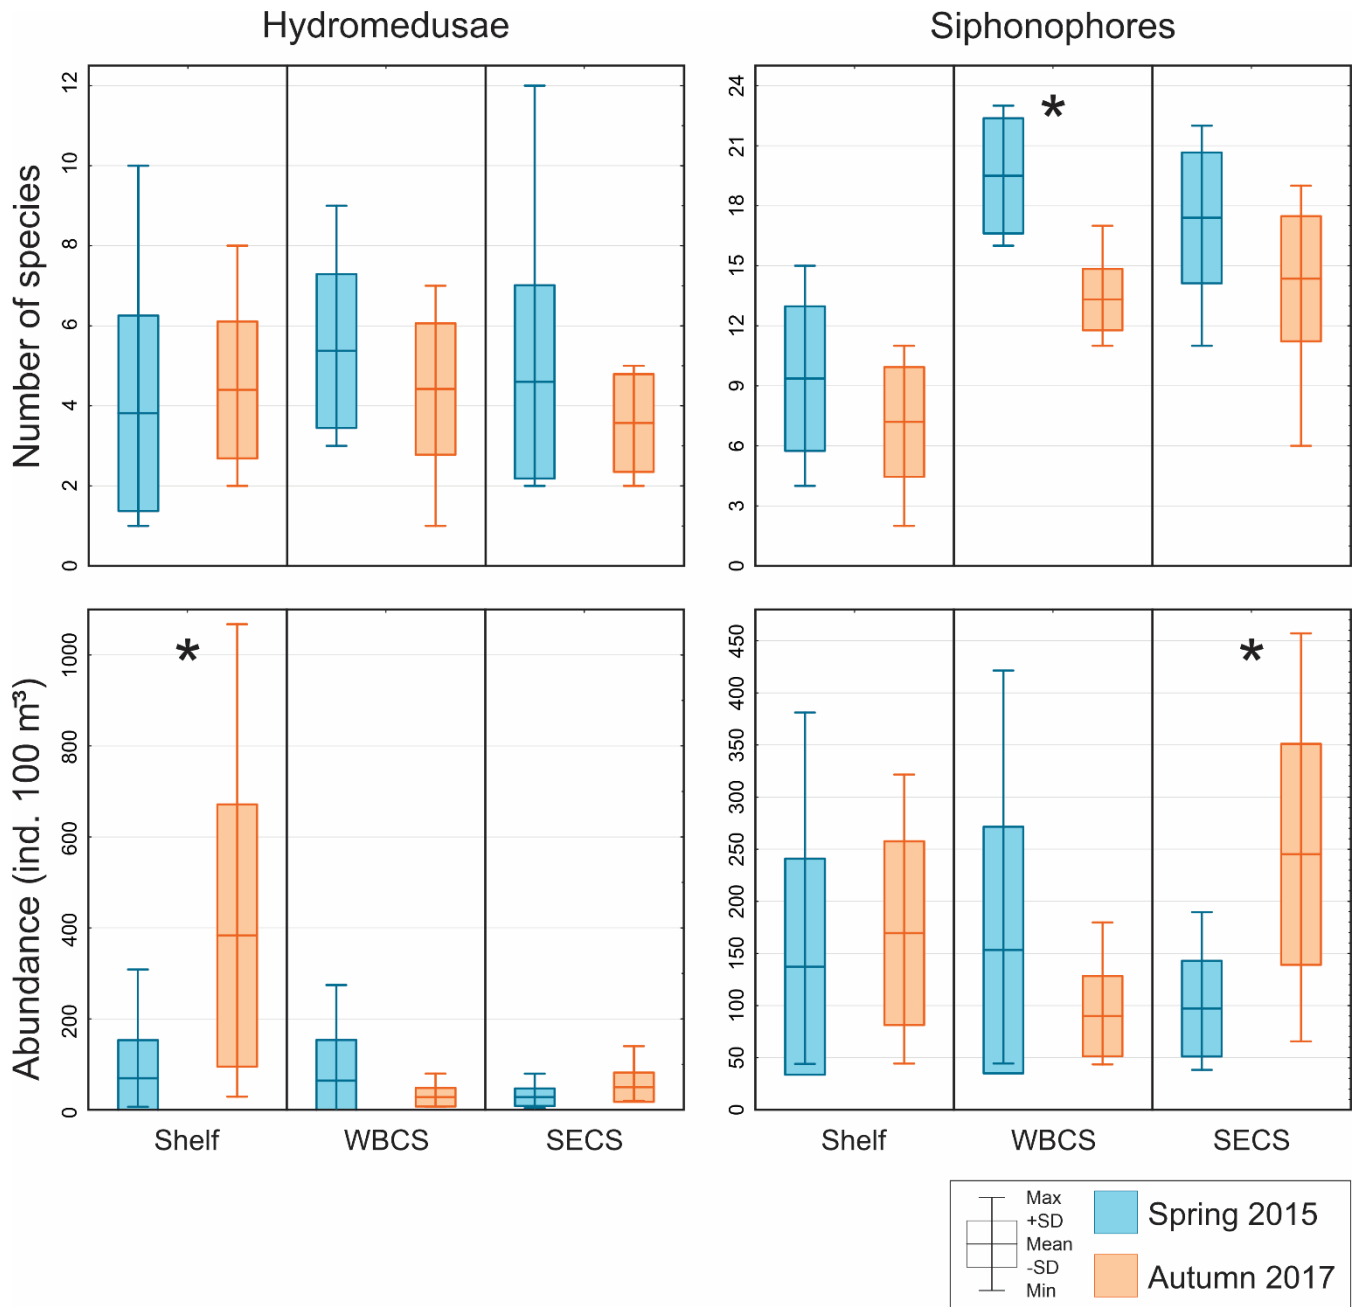 Hydromedusae
Siphonophores
Number of species
12
10
8
6
4
2
0
24
21
18
15
12
9
6
3
0
*
Abundance (ind. 100 m⁻³)
1000
800
600
400
200
0
*
450
400
350
300
250
200
150
100
50
0
*
Shelf WBCS SECS
Shelf WBCS SECS
Max
+SD
Mean
-SD
Min
Spring 2015
Autumn 2017